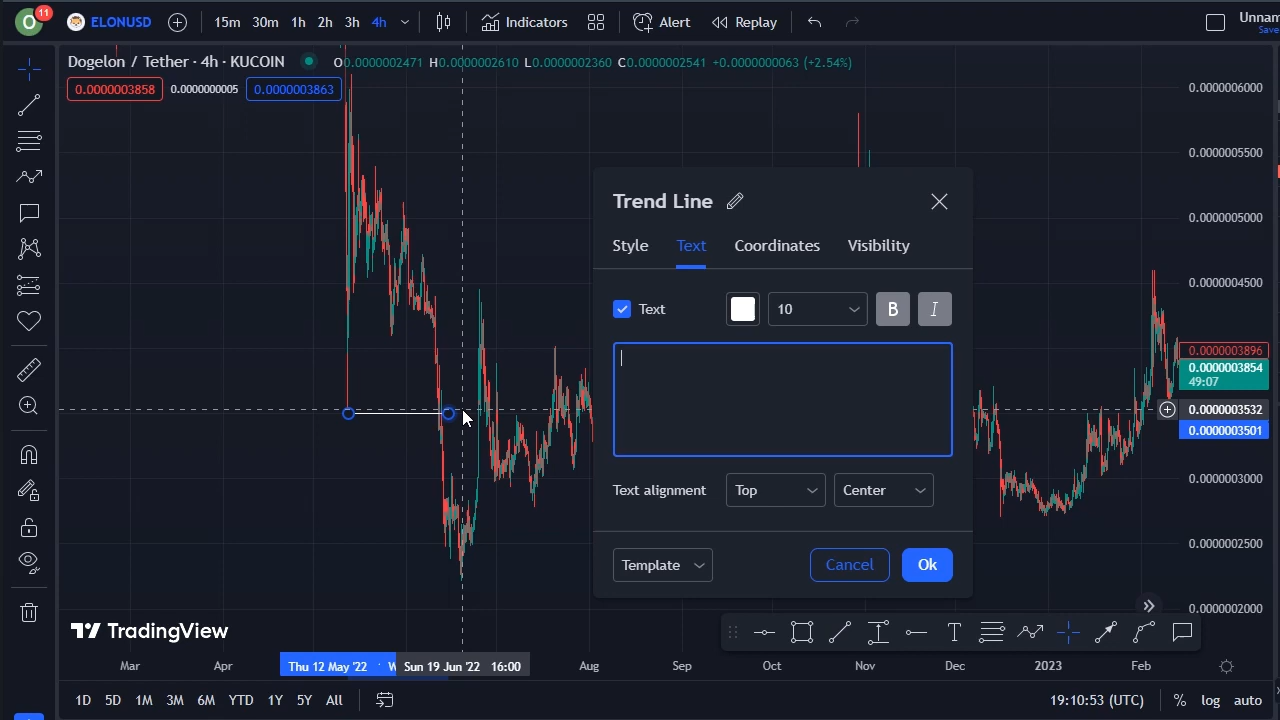 O 11 ELONUSD 15m 30m 1h 2h 3h 4h Indicators Alert Replay Unnam
Save
Dogelon / Tether · 4h · KUCOIN O0.0000002471 H0.0000002610 L0.0000002360 C0.0000002541 +0.0000000063 (+2.54%)
0.0000003858 0.0000000005 0.0000003863
0.0000006000
0.0000005500
0.0000005000
0.0000004500
0.0000003896
0.0000003854
49:07
0.0000003532
0.0000003501
0.0000003000
0.0000002500
0.0000002000
Trend Line
Style Text Coordinates Visibility
Text 10 B I
Text alignment Top Center
Template Cancel Ok
TradingView
Mar Apr Thu 12 May '22 Sun 19 Jun '22 16:00 Aug Sep Oct Nov Dec 2023 Feb
1D 5D 1M 3M 6M YTD 1Y 5Y All 19:10:53 (UTC) % log auto